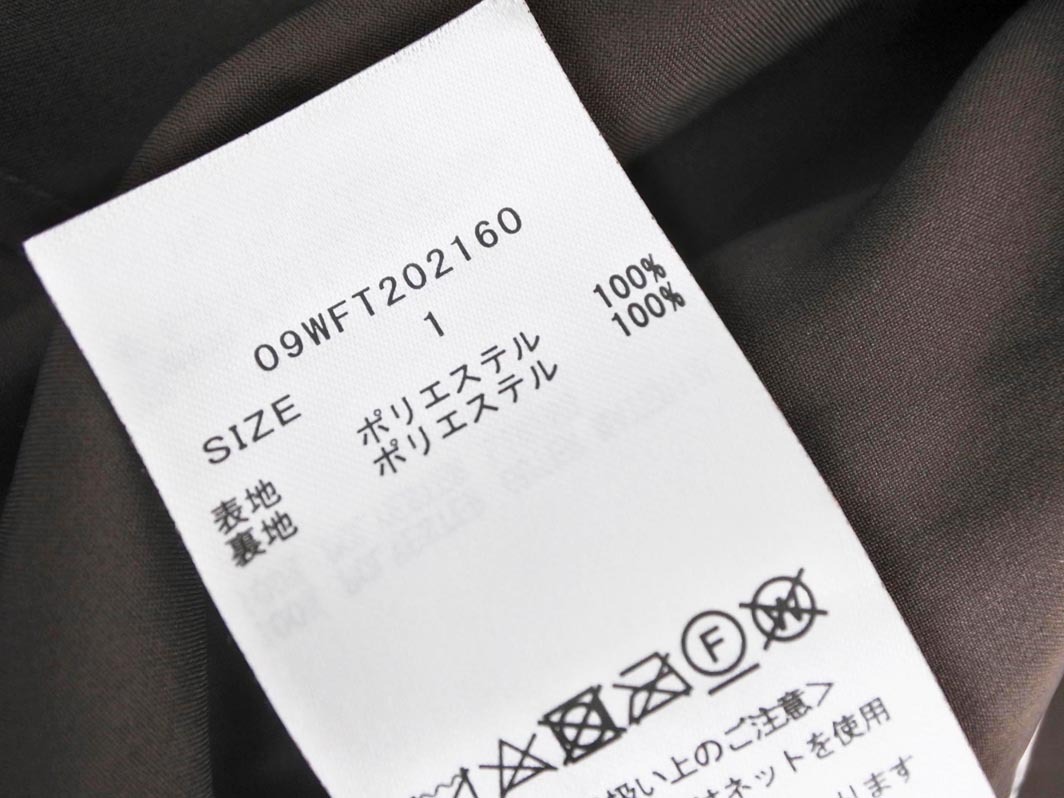 09WFT202160
SIZE 1
表地 ポリエステル 100%
裏地 ポリエステル 100%
F W
扱い上のご注意>
ネットを使用
ります